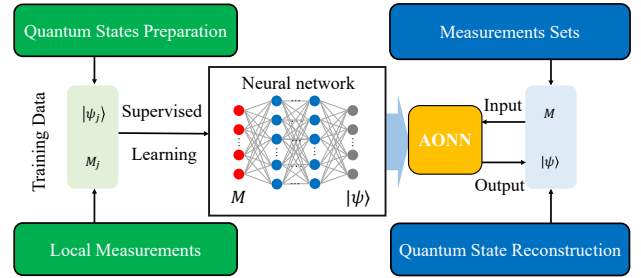 Quantum States Preparation
Measurements Sets
Training Data
|ψⱼ⟩
Mⱼ
Supervised
Learning
Neural network
M
|ψ⟩
AONN
Input
Output
M
|ψ⟩
Local Measurements
Quantum State Reconstruction